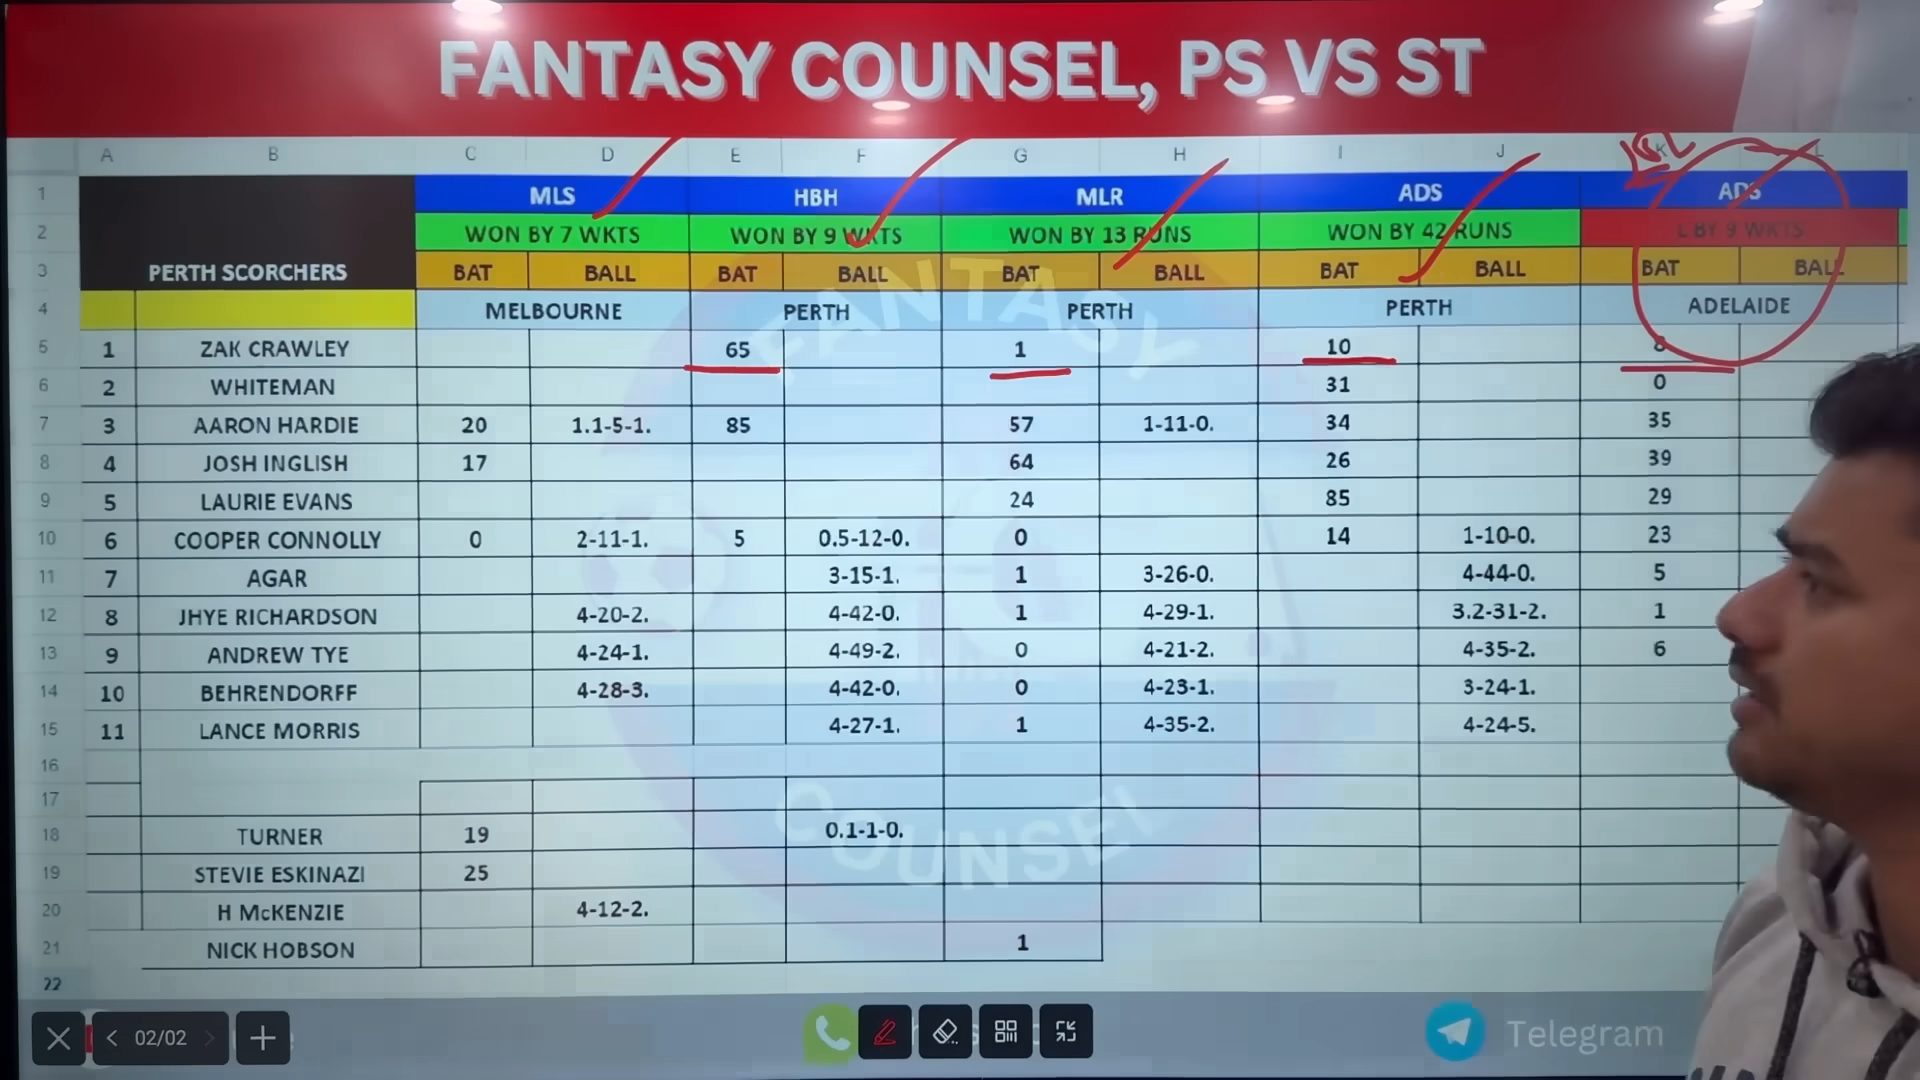 FANTASY COUNSEL, PS VS ST
A B C D E F G H I J K L
1 MLS HBH MLR ADS ADS
2 WON BY 7 WKTS WON BY 9 WKTS WON BY 13 RUNS WON BY 42 RUNS L BY 9 WKTS
3 PERTH SCORCHERS BAT BALL BAT BALL BAT BALL BAT BALL BAT BALL
4 MELBOURNE PERTH PERTH PERTH ADELAIDE
5 1 ZAK CRAWLEY 65 1 10 8
6 2 WHITEMAN 31 0
7 3 AARON HARDIE 20 1.1-5-1. 85 57 1-11-0. 34 35
8 4 JOSH INGLISH 17 64 26 39
9 5 LAURIE EVANS 24 85 29
10 6 COOPER CONNOLLY 0 2-11-1. 5 0.5-12-0. 0 14 1-10-0. 23
11 7 AGAR 3-15-1. 1 3-26-0. 4-44-0. 5
12 8 JHYE RICHARDSON 4-20-2. 4-42-0. 1 4-29-1. 3.2-31-2. 1
13 9 ANDREW TYE 4-24-1. 4-49-2. 0 4-21-2. 4-35-2. 6
14 10 BEHRENDORFF 4-28-3. 4-42-0. 0 4-23-1. 3-24-1.
15 11 LANCE MORRIS 4-27-1. 1 4-35-2. 4-24-5.
16
17
18 TURNER 19 0.1-1-0.
19 STEVIE ESKINAZI 25
20 H McKENZIE 4-12-2.
21 NICK HOBSON 1
22
FANTASY
COUNSEL
02/02
Telegram